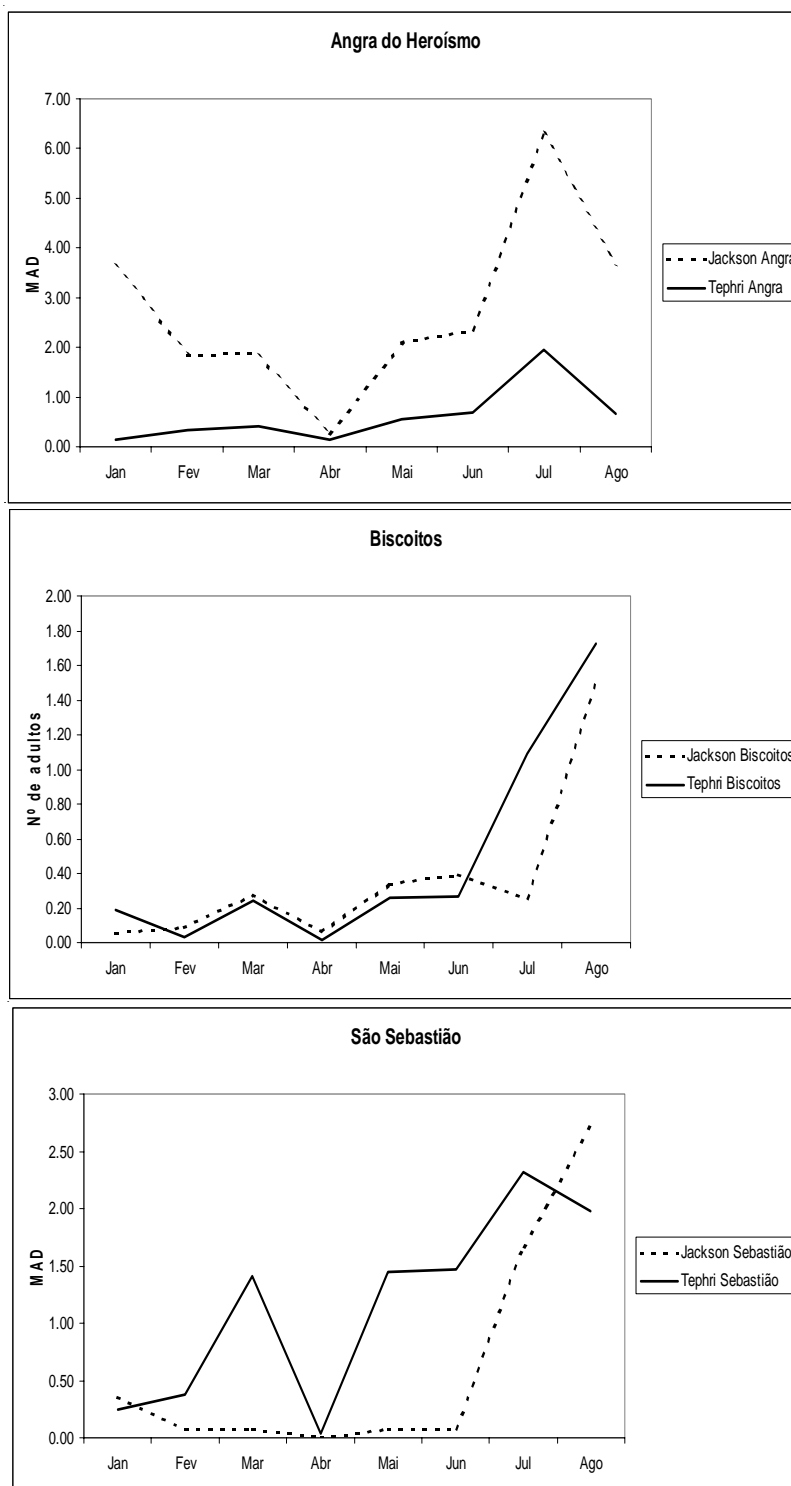 Angra do Heroísmo
7.00
6.00
5.00
4.00
3.00
2.00
1.00
0.00
MAD
Jan Fev Mar Abr Mai Jun Jul Ago
Jackson Angra
Tephri Angra
Biscoitos
2.00
1.80
1.60
1.40
1.20
1.00
0.80
0.60
0.40
0.20
0.00
Nº de adultos
Jan Fev Mar Abr Mai Jun Jul Ago
Jackson Biscoitos
Tephri Biscoitos
São Sebastião
3.00
2.50
2.00
1.50
1.00
0.50
0.00
MAD
Jan Fev Mar Abr Mai Jun Jul Ago
Jackson Sebastião
Tephri Sebastião